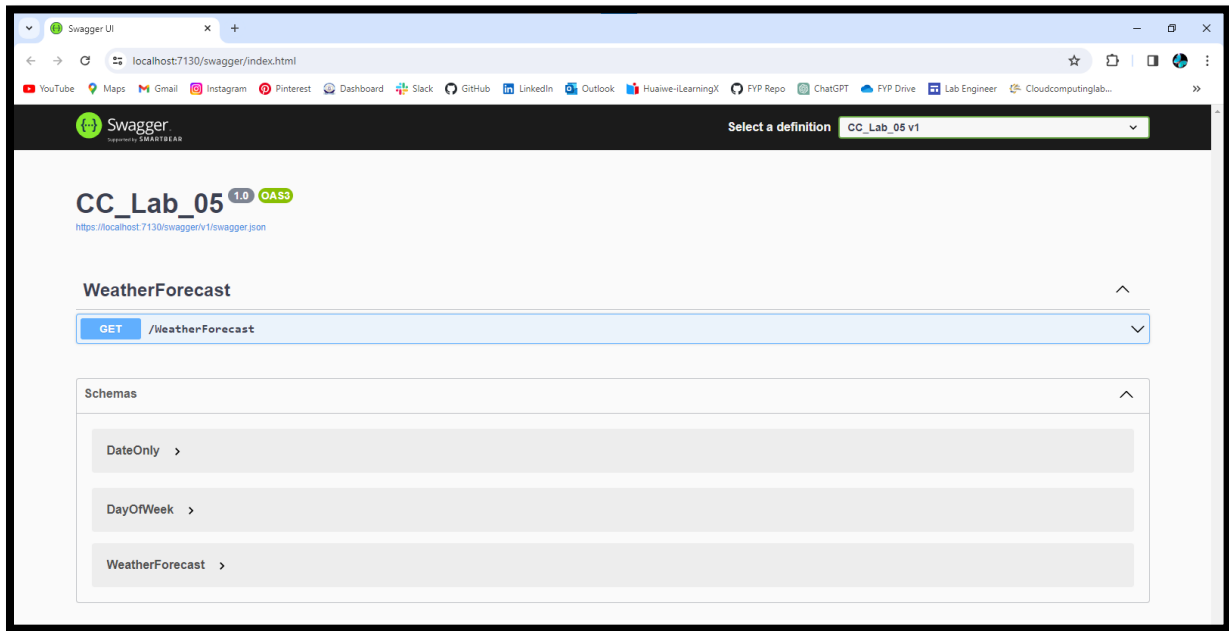 Swagger UI
localhost:7130/swagger/index.html
YouTube Maps Gmail Instagram Pinterest Dashboard Slack GitHub LinkedIn Outlook Huaiwe-iLearningX FYP Repo ChatGPT FYP Drive Lab Engineer Cloudcomputinglab...
Swagger
Supported by SMARTBEAR
Select a definition CC_Lab_05 v1
CC_Lab_05 1.0 OAS3
https://localhost:7130/swagger/v1/swagger.json
WeatherForecast
GET /WeatherForecast
Schemas
DateOnly
DayOfWeek
WeatherForecast